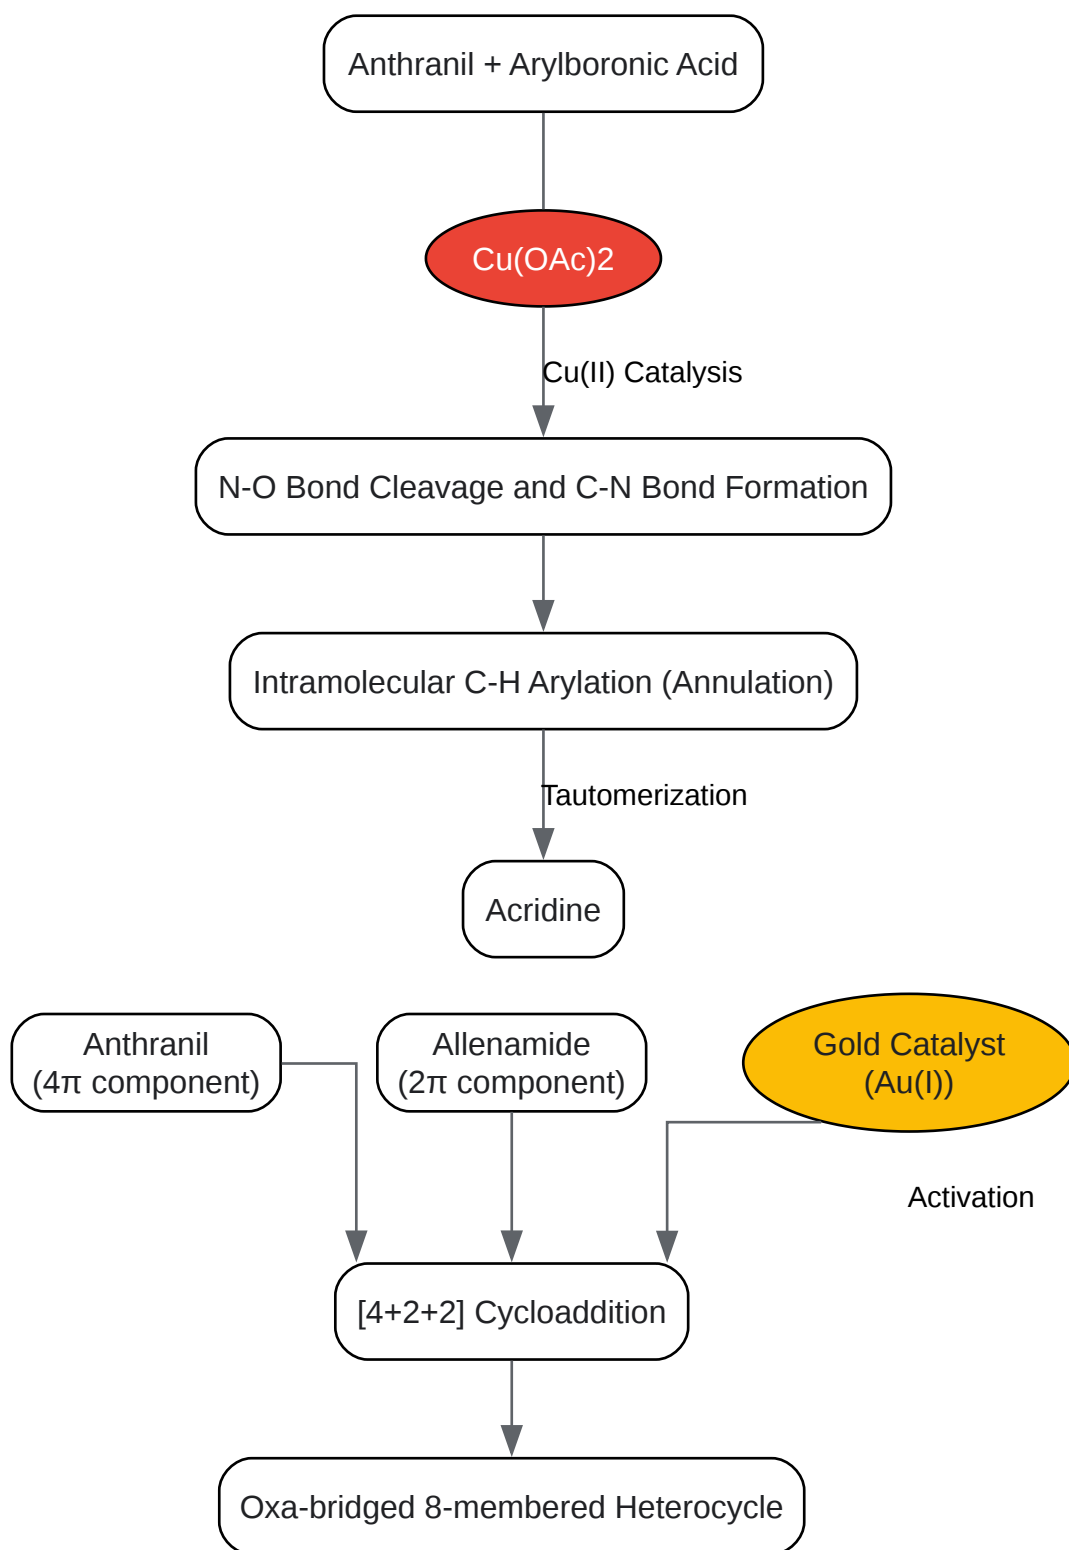 Anthranil + Arylboronic Acid
Cu(OAc)2
Cu(II) Catalysis
N-O Bond Cleavage and C-N Bond Formation
Intramolecular C-H Arylation (Annulation)
Tautomerization
Acridine
Anthranil
(4π component)
Allenamide
(2π component)
Gold Catalyst
(Au(I))
Activation
[4+2+2] Cycloaddition
Oxa-bridged 8-membered Heterocycle